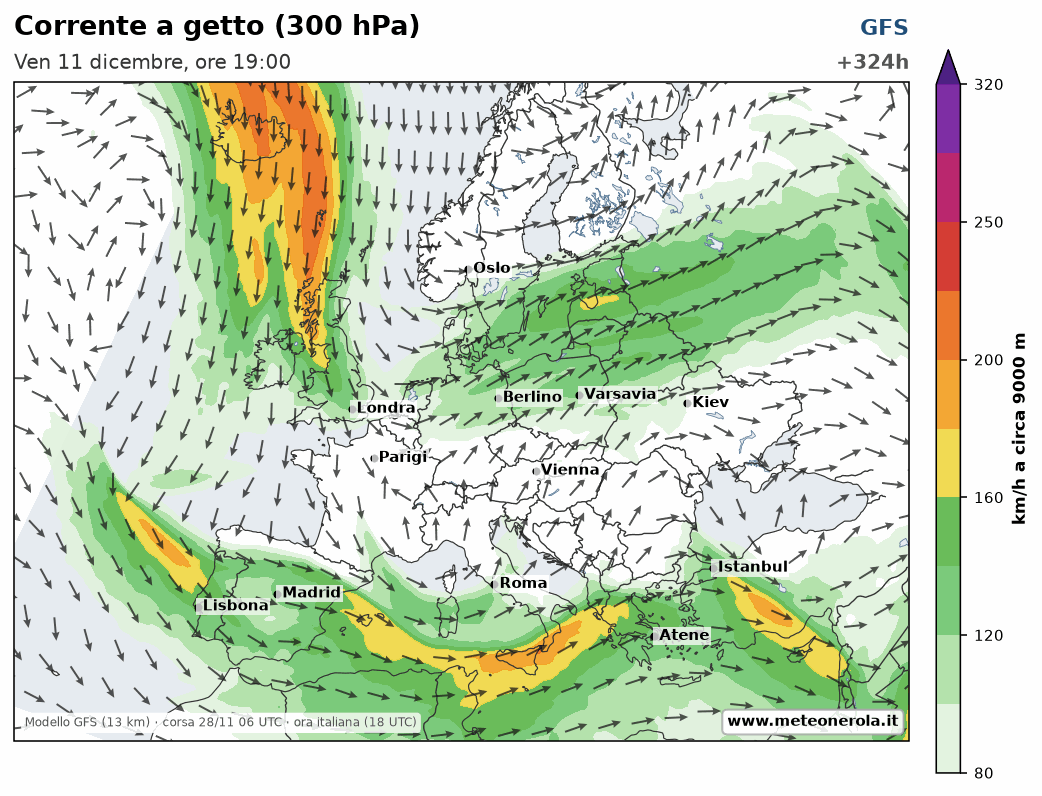 Corrente a getto (300 hPa)
GFS
Ven 11 dicembre, ore 19:00
+324h
320
250
200
160
120
80
km/h a circa 9000 m
Oslo
Londra
Berlino
Varsavia
Kiev
Parigi
Vienna
Istanbul
Roma
Madrid
Lisbona
Atene
Modello GFS (13 km) · corsa 28/11 06 UTC · ora italiana (18 UTC)
www.meteonerola.it